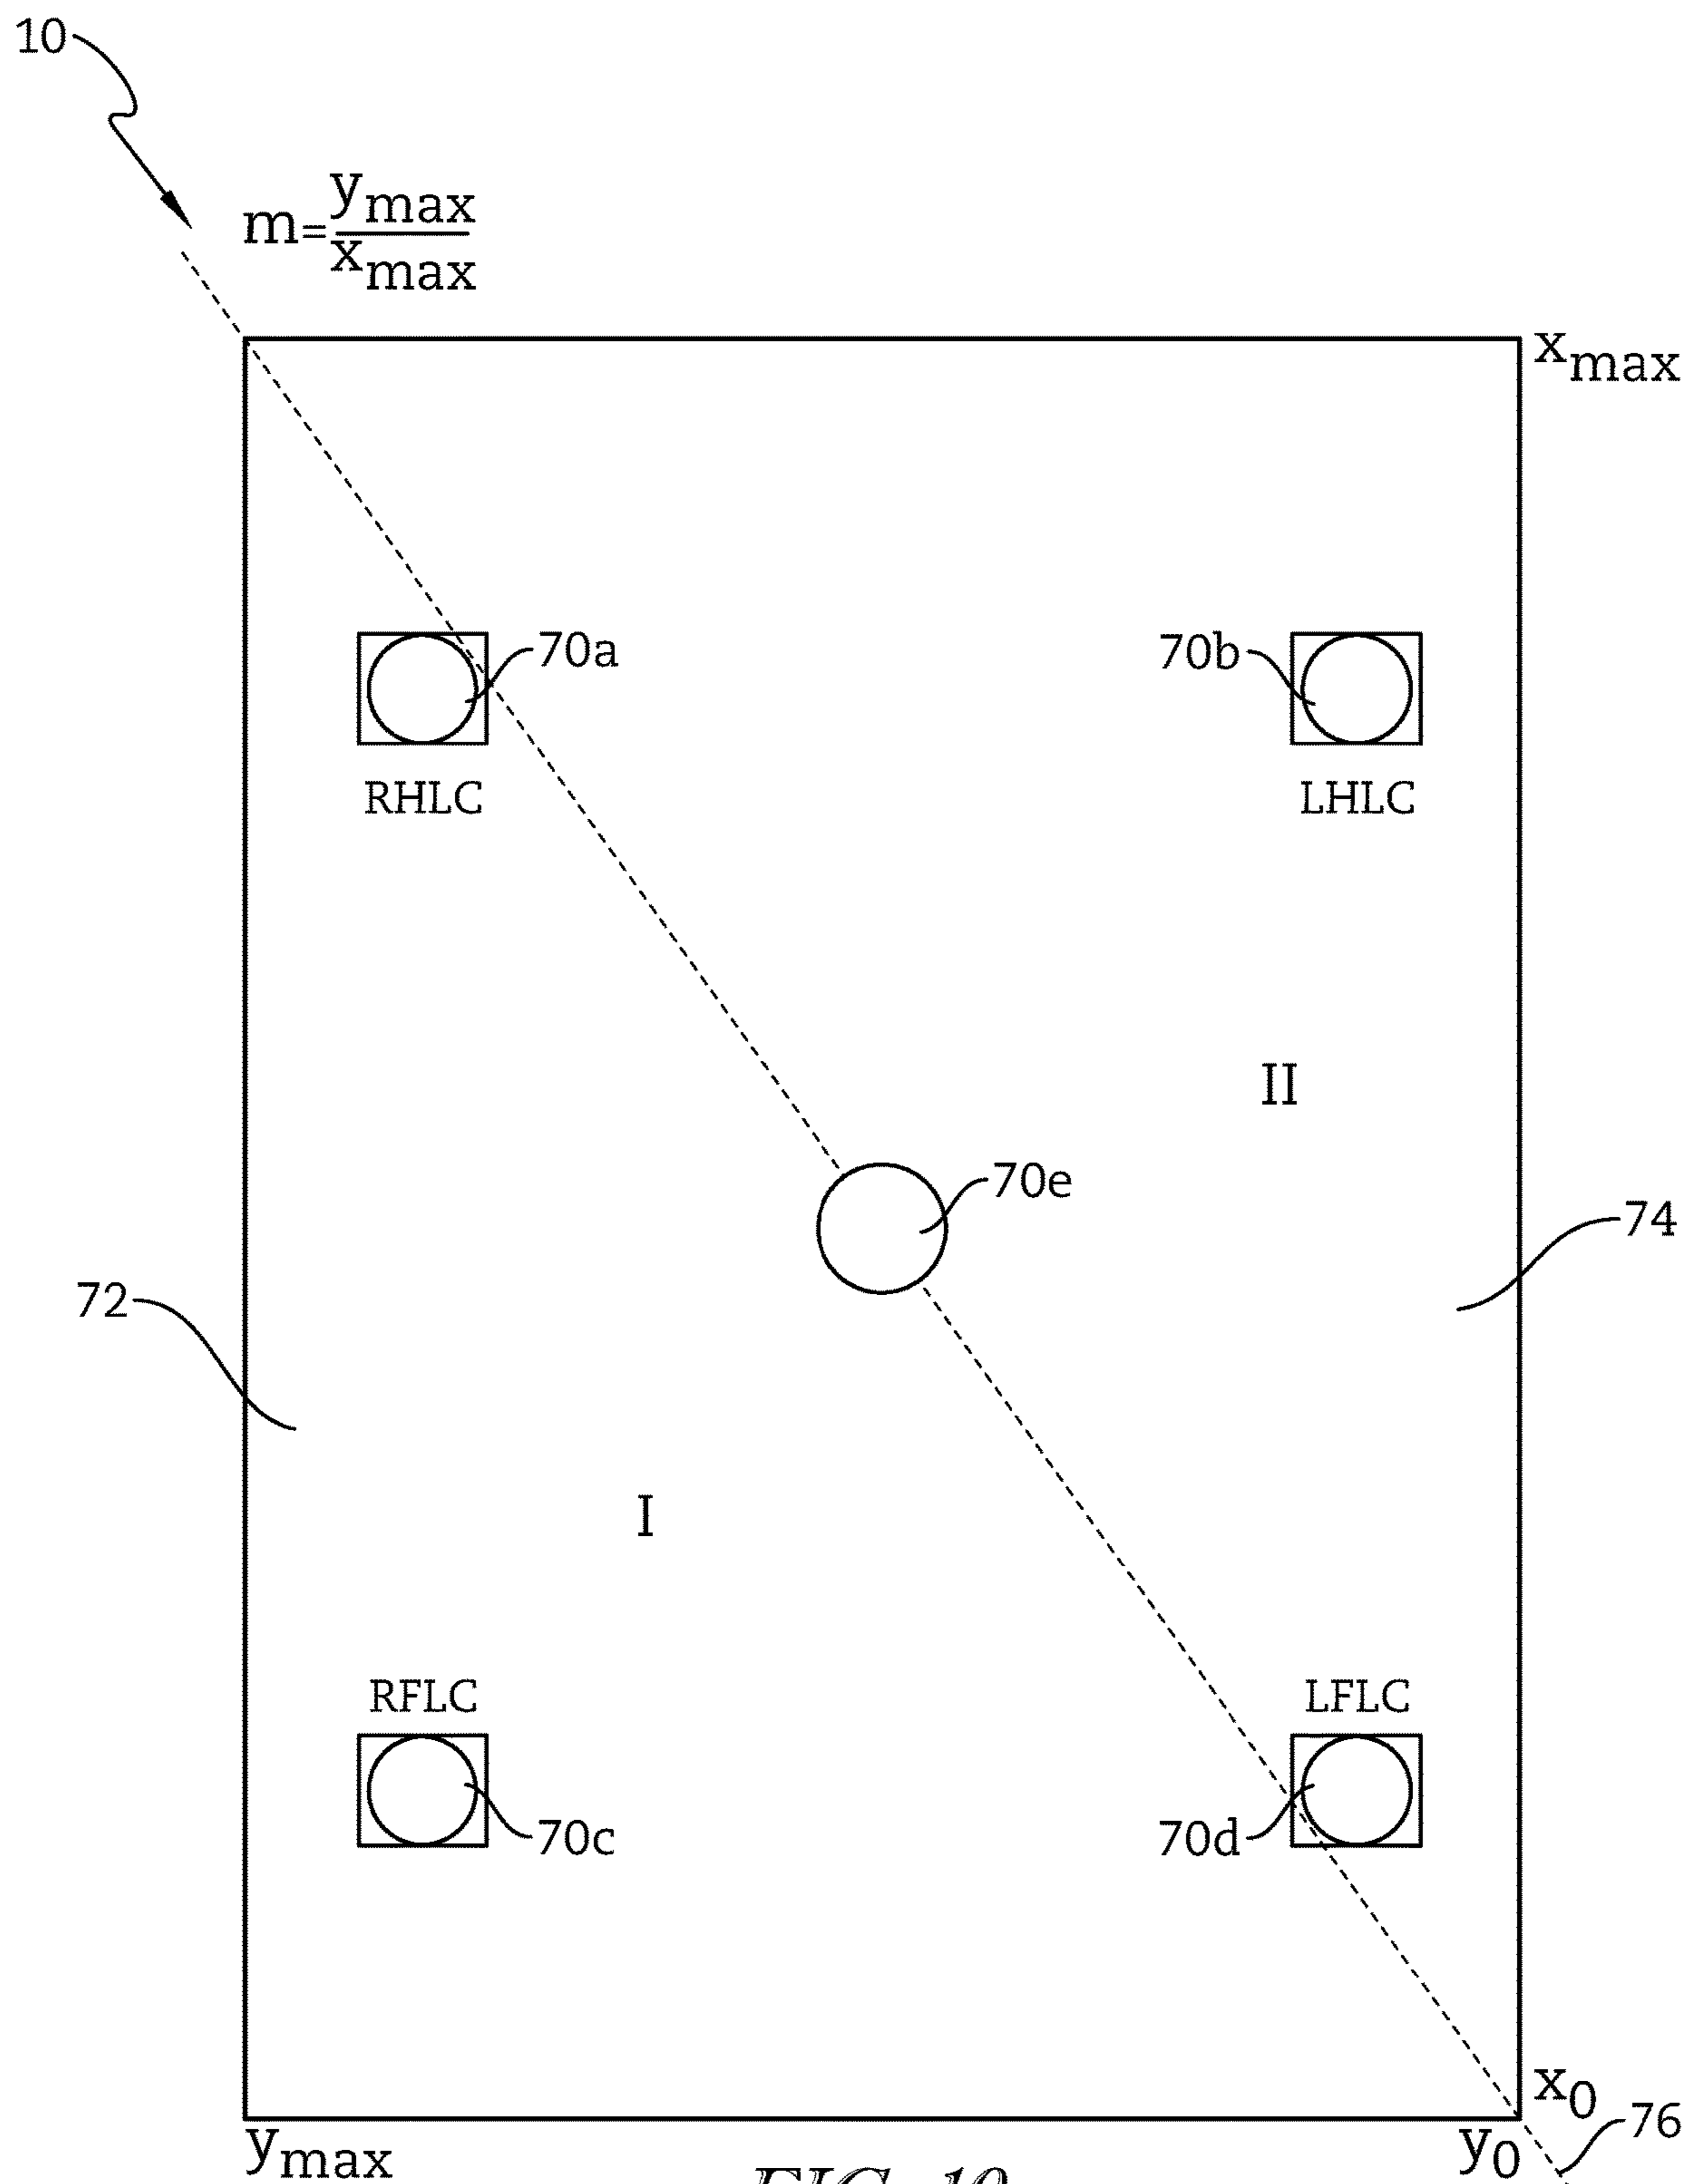 10
m=
ymax
xmax
xmax
70a
70b
RHLC
LHLC
II
70e
74
72
I
RFLC
LFLC
70c
70d
x0
ymax
y0
76